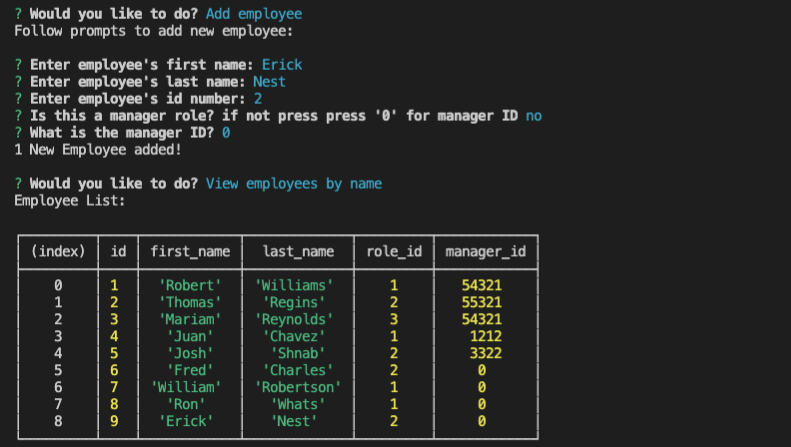 ? Would you like to do? Add employee
Follow prompts to add new employee:
? Enter employee's first name: Erick
? Enter employee's last name: Nest
? Enter employee's id number: 2
? Is this a manager role? if not press press '0' for manager ID no
? What is the manager ID? 0
1 New Employee added!
? Would you like to do? View employees by name
Employee List:
(index) id first_name last_name role_id manager_id
0 1 'Robert' 'Williams' 1 54321
1 2 'Thomas' 'Regins' 2 55321
2 3 'Mariam' 'Reynolds' 3 54321
3 4 'Juan' 'Chavez' 1 1212
4 5 'Josh' 'Shnab' 2 3322
5 6 'Fred' 'Charles' 2 0
6 7 'William' 'Robertson' 1 0
7 8 'Ron' 'Whats' 1 0
8 9 'Erick' 'Nest' 2 0